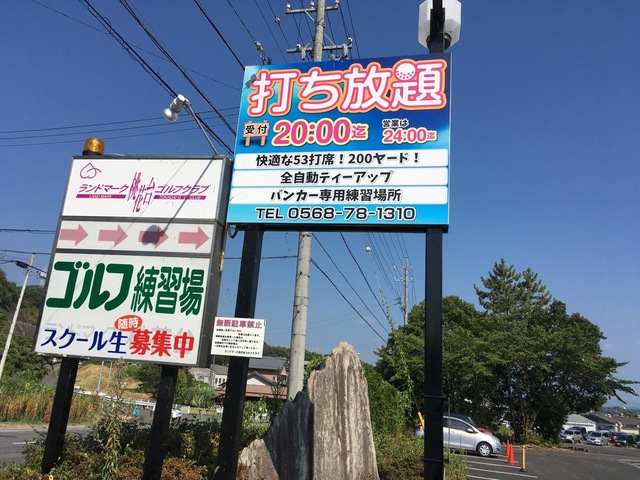 打ち放題
受付 20:00迄 営業は 24:00迄
快適な53打席！200ヤード！
全自動ティーアップ
バンカー専用練習場所
TEL 0568-78-1310
ランドマーク 桃花台 ゴルフクラブ
LAND MARK TOKADAI G.L CLUB
ゴルフ練習場
随時
スクール生募集中
無断駐車禁止